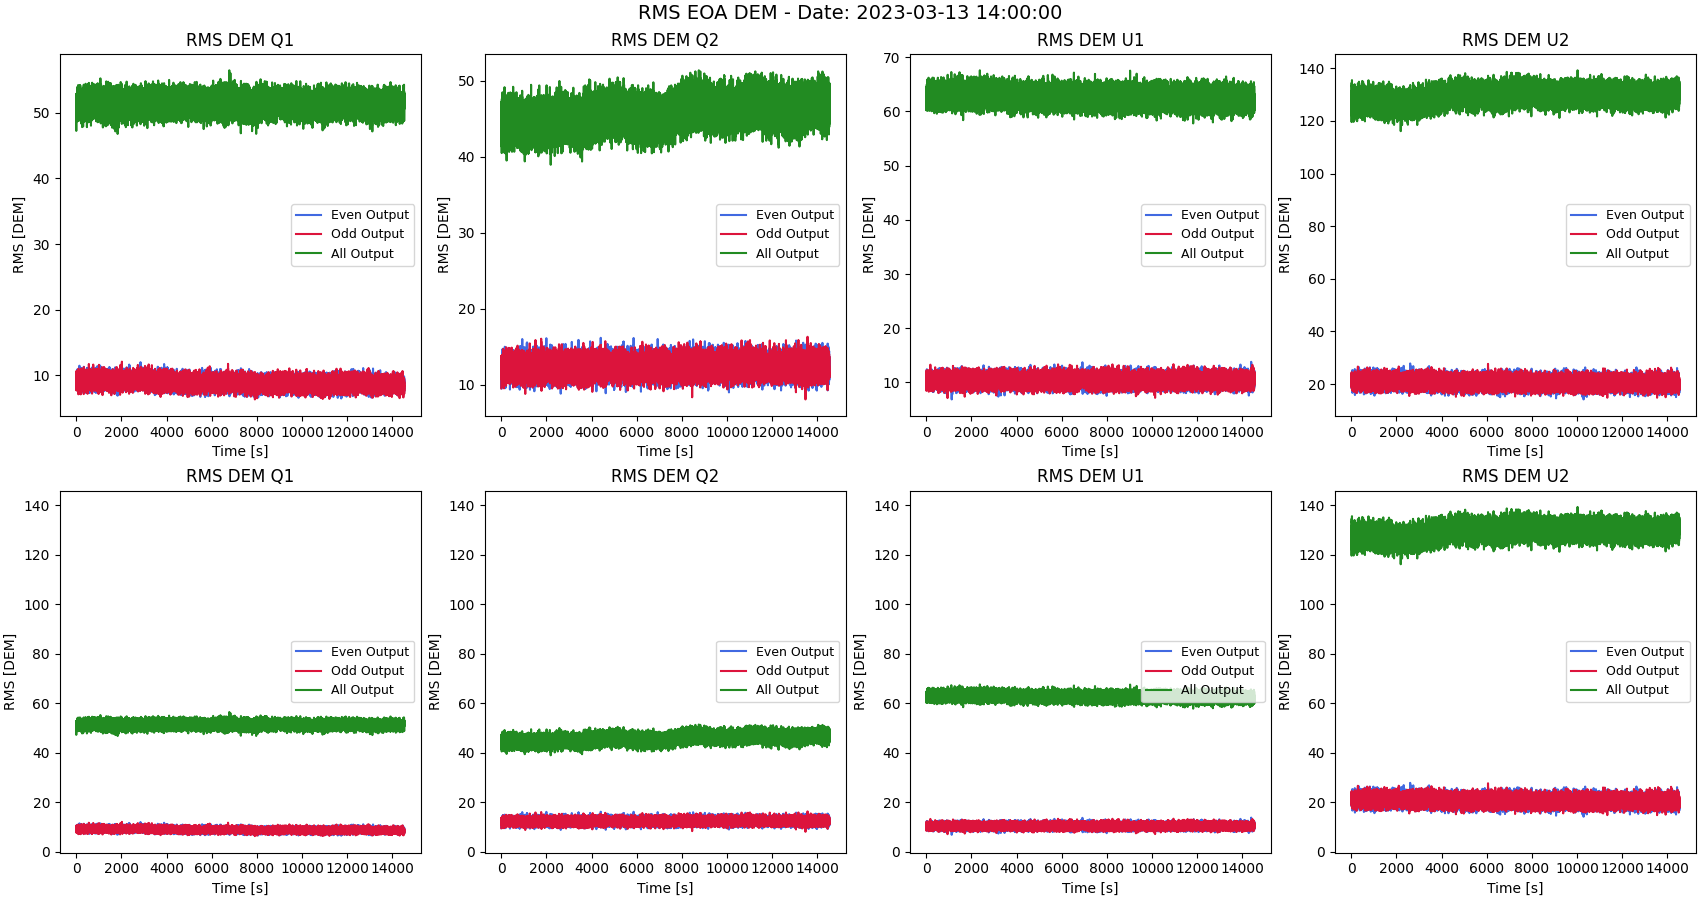 RMS EOA DEM - Date: 2023-03-13 14:00:00
RMS DEM Q1
RMS [DEM]
50
40
30
20
10
Even Output
Odd Output
All Output
0 2000 4000 6000 8000 10000 12000 14000
Time [s]
RMS DEM Q2
RMS [DEM]
50
40
30
20
10
Even Output
Odd Output
All Output
0 2000 4000 6000 8000 10000 12000 14000
Time [s]
RMS DEM U1
RMS [DEM]
70
60
50
40
30
20
10
Even Output
Odd Output
All Output
0 2000 4000 6000 8000 10000 12000 14000
Time [s]
RMS DEM U2
RMS [DEM]
140
120
100
80
60
40
20
Even Output
Odd Output
All Output
0 2000 4000 6000 8000 10000 12000 14000
Time [s]
RMS DEM Q1
RMS [DEM]
140
120
100
80
60
40
20
0
Even Output
Odd Output
All Output
0 2000 4000 6000 8000 10000 12000 14000
Time [s]
RMS DEM Q2
RMS [DEM]
140
120
100
80
60
40
20
0
Even Output
Odd Output
All Output
0 2000 4000 6000 8000 10000 12000 14000
Time [s]
RMS DEM U1
RMS [DEM]
140
120
100
80
60
40
20
0
Even Output
Odd Output
All Output
0 2000 4000 6000 8000 10000 12000 14000
Time [s]
RMS DEM U2
RMS [DEM]
140
120
100
80
60
40
20
0
Even Output
Odd Output
All Output
0 2000 4000 6000 8000 10000 12000 14000
Time [s]